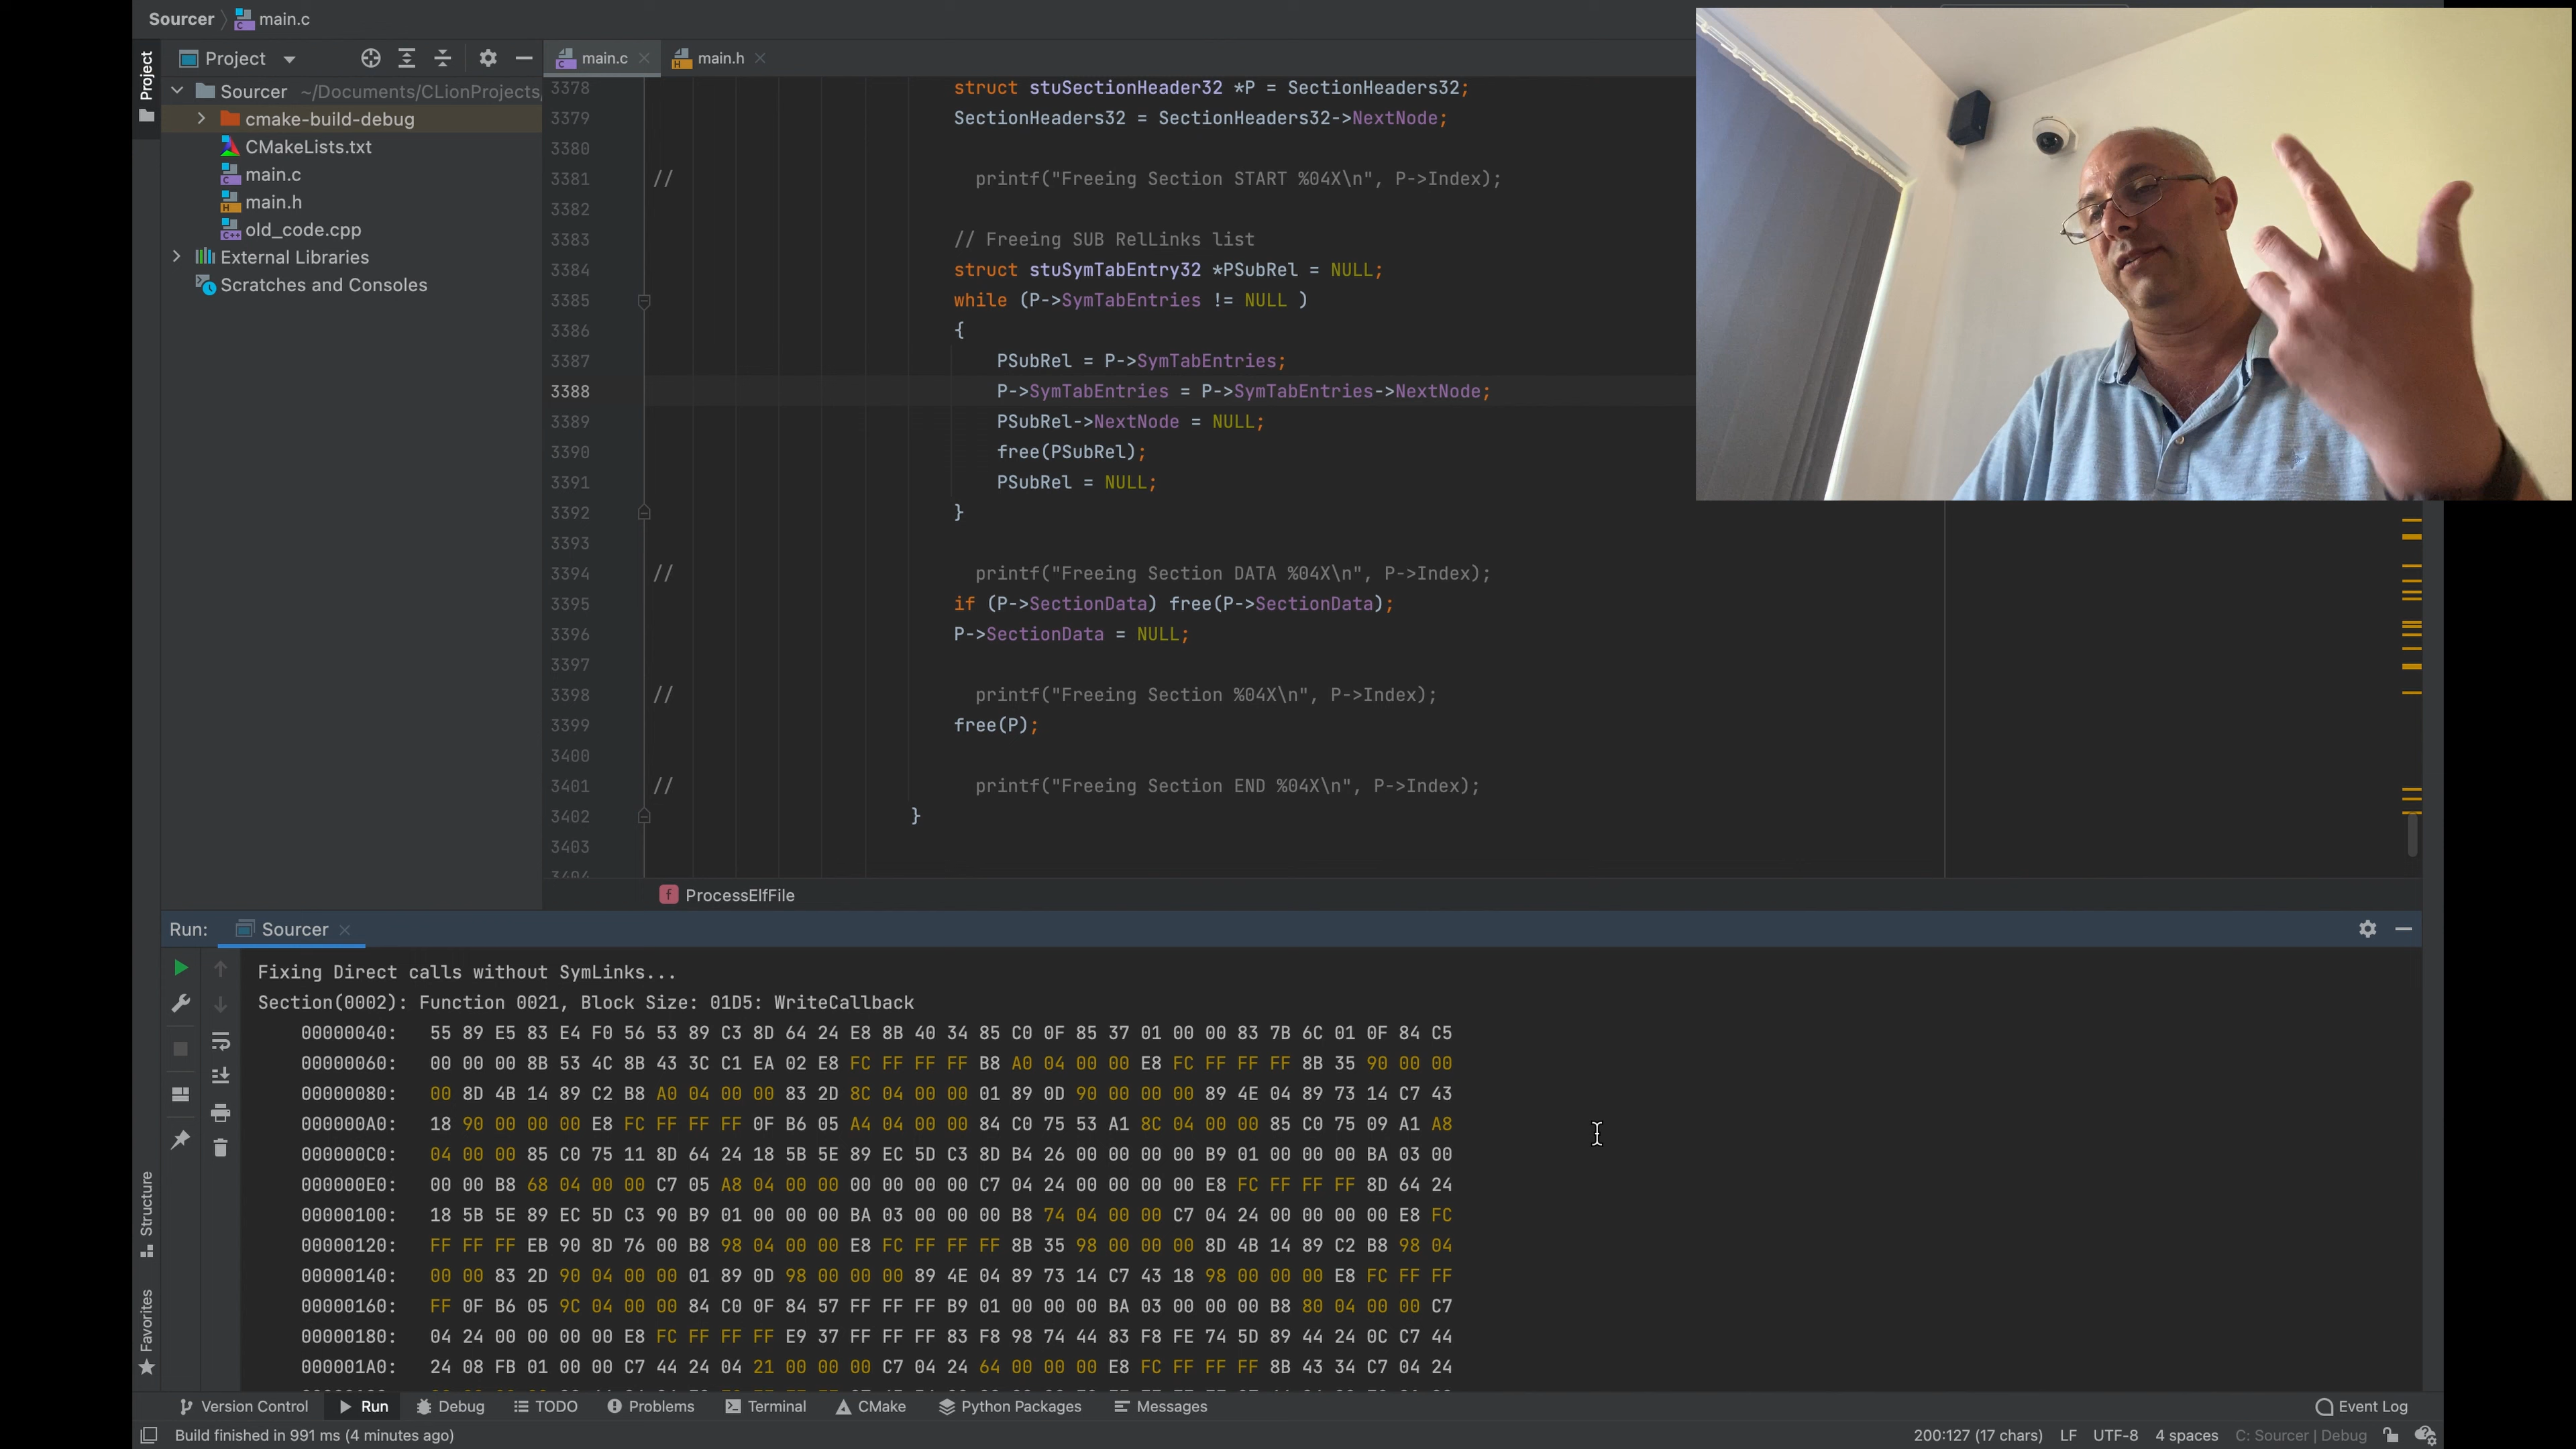 Sourcer main.c
Project
Project
Sourcer ~/Documents/CLionProjects/
cmake-build-debug
CMakeLists.txt
main.c
main.h
old_code.cpp
External Libraries
Scratches and Consoles
main.c main.h
3378 struct stuSectionHeader32 *P = SectionHeaders32;
3379 SectionHeaders32 = SectionHeaders32->NextNode;
3380
3381 // printf("Freeing Section START %04X\n", P->Index);
3382
3383 // Freeing SUB RelLinks list
3384 struct stuSymTabEntry32 *PSubRel = NULL;
3385 while (P->SymTabEntries != NULL )
3386 {
3387 PSubRel = P->SymTabEntries;
3388 P->SymTabEntries = P->SymTabEntries->NextNode;
3389 PSubRel->NextNode = NULL;
3390 free(PSubRel);
3391 PSubRel = NULL;
3392 }
3393
3394 // printf("Freeing Section DATA %04X\n", P->Index);
3395 if (P->SectionData) free(P->SectionData);
3396 P->SectionData = NULL;
3397
3398 // printf("Freeing Section %04X\n", P->Index);
3399 free(P);
3400
3401 // printf("Freeing Section END %04X\n", P->Index);
3402 }
3403
3404
f ProcessElfFile
Run: Sourcer
Fixing Direct calls without SymLinks...
Section(0002): Function 0021, Block Size: 01D5: WriteCallback
00000040: 55 89 E5 83 E4 F0 56 53 89 C3 8D 64 24 E8 8B 40 34 85 C0 0F 85 37 01 00 00 83 7B 6C 01 0F 84 C5
00000060: 00 00 00 8B 53 4C 8B 43 3C C1 EA 02 E8 FC FF FF FF B8 A0 04 00 00 E8 FC FF FF FF 8B 35 90 00 00
00000080: 00 8D 4B 14 89 C2 B8 A0 04 00 00 83 2D 8C 04 00 00 01 89 0D 90 00 00 00 89 4E 04 89 73 14 C7 43
000000A0: 18 90 00 00 00 E8 FC FF FF FF 0F B6 05 A4 04 00 00 84 C0 75 53 A1 8C 04 00 00 85 C0 75 09 A1 A8
000000C0: 04 00 00 85 C0 75 11 8D 64 24 18 5B 5E 89 EC 5D C3 8D B4 26 00 00 00 00 B9 01 00 00 00 BA 03 00
000000E0: 00 00 B8 68 04 00 00 C7 05 A8 04 00 00 00 00 00 00 C7 04 24 00 00 00 00 E8 FC FF FF FF 8D 64 24
00000100: 18 5B 5E 89 EC 5D C3 90 B9 01 00 00 00 BA 03 00 00 00 B8 74 04 00 00 C7 04 24 00 00 00 00 E8 FC
00000120: FF FF FF EB 90 8D 76 00 B8 98 04 00 00 E8 FC FF FF FF 8B 35 98 00 00 00 8D 4B 14 89 C2 B8 98 04
00000140: 00 00 83 2D 90 04 00 00 01 89 0D 98 00 00 00 89 4E 04 89 73 14 C7 43 18 98 00 00 00 E8 FC FF FF
00000160: FF 0F B6 05 9C 04 00 00 84 C0 0F 84 57 FF FF FF B9 01 00 00 00 BA 03 00 00 00 B8 80 04 00 00 C7
00000180: 04 24 00 00 00 00 E8 FC FF FF FF E9 37 FF FF FF 83 F8 98 74 44 83 F8 FE 74 5D 89 44 24 0C C7 44
000001A0: 24 08 FB 01 00 00 C7 44 24 04 21 00 00 00 C7 04 24 64 00 00 00 E8 FC FF FF FF 8B 43 34 C7 04 24
Structure
Favorites
Version Control Run Debug TODO Problems Terminal CMake Python Packages Messages Event Log
Build finished in 991 ms (4 minutes ago) 200:127 (17 chars) LF UTF-8 4 spaces C: Sourcer | Debug